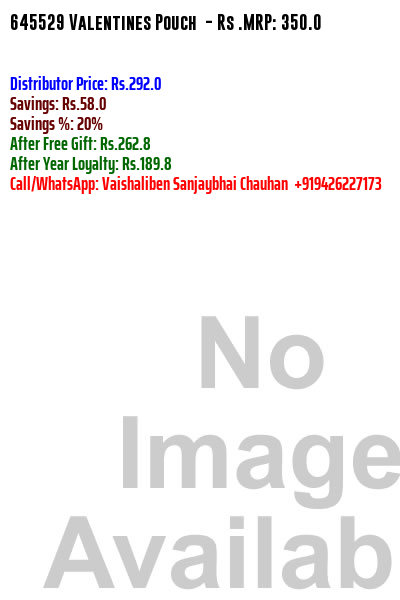 645529 Valentines Pouch - Rs .MRP: 350.0
Distributor Price: Rs.292.0
Savings: Rs.58.0
Savings %: 20%
After Free Gift: Rs.262.8
After Year Loyalty: Rs.189.8
Call/WhatsApp: Vaishaliben Sanjaybhai Chauhan +919426227173
No
Image
Availab